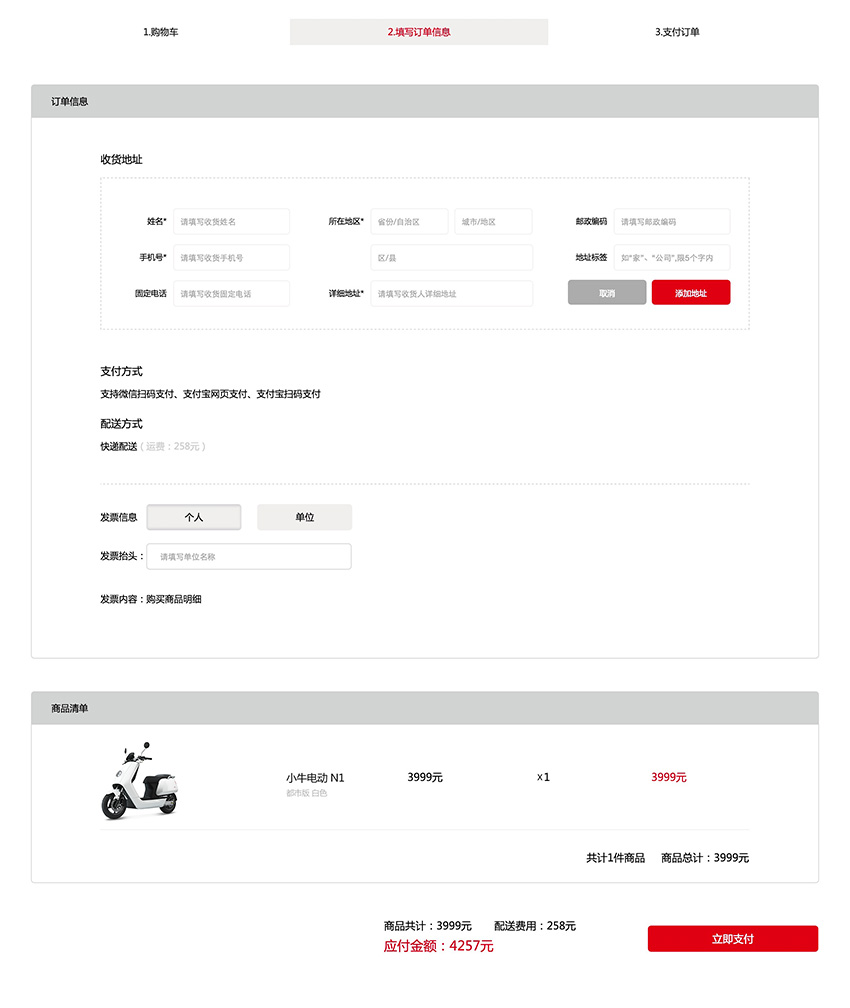 1.购物车
2.填写订单信息
3.支付订单
订单信息
收货地址
姓名* 请填写收货姓名 所在地区* 省份/自治区 城市/地区 邮政编码 请填写邮政编码
手机号* 请填写收货手机号 区/县 地址标签 如"家"、"公司",限5个字内
固定电话 请填写收货固定电话 详细地址* 请填写收货人详细地址 取消 添加地址
支付方式
支持微信扫码支付、支付宝网页支付、支付宝扫码支付
配送方式
快递配送（运费：258元）
发票信息 个人 单位
发票抬头： 请填写单位名称
发票内容：购买商品明细
商品清单
小牛电动 N1 3999元 x1 3999元
都市版 白色
共计1件商品 商品总计：3999元
商品共计：3999元 配送费用：258元
应付金额：4257元
立即支付